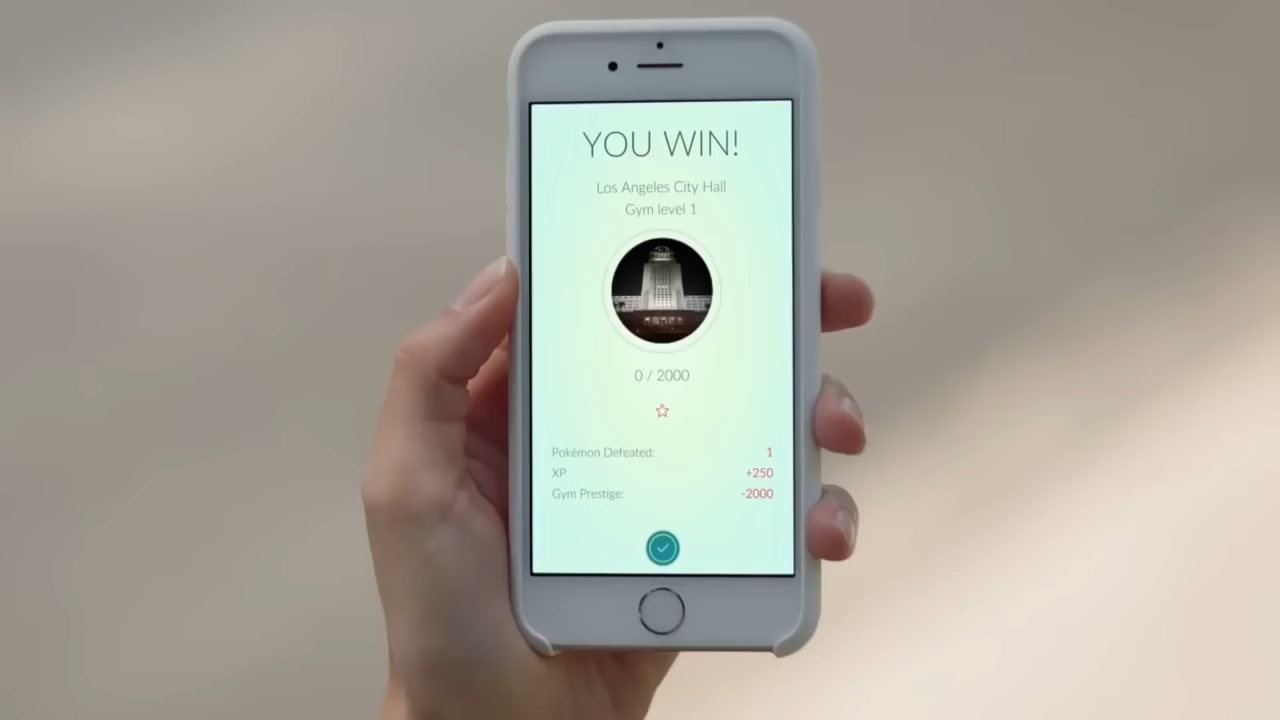 YOU WIN!
Los Angeles City Hall
Gym level 1
0 / 2000
Pokémon Defeated: 1
XP +250
Gym Prestige: -2000